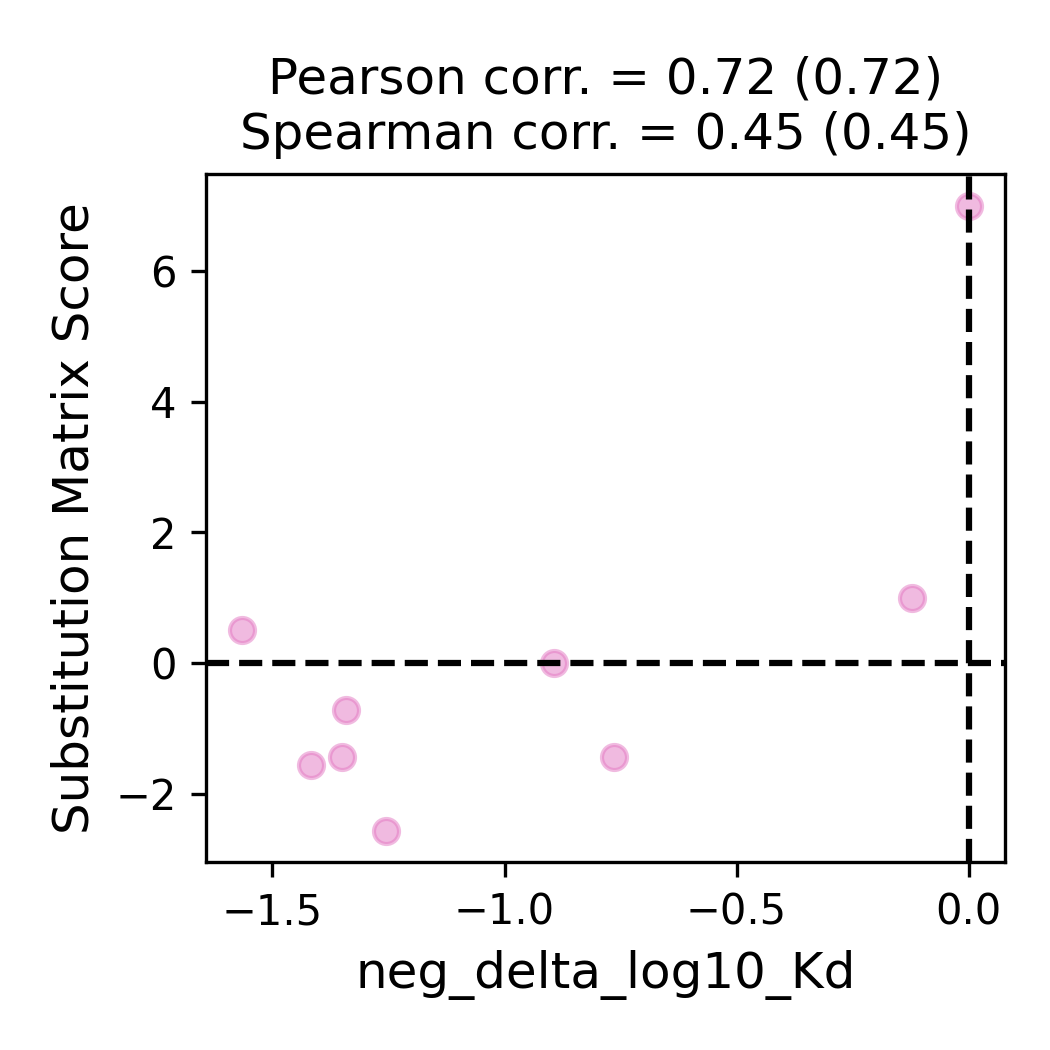 Pearson corr. = 0.72 (0.72)
Spearman corr. = 0.45 (0.45)
Substitution Matrix Score
6
4
2
0
−2
−1.5
−1.0
−0.5
0.0
neg_delta_log10_Kd